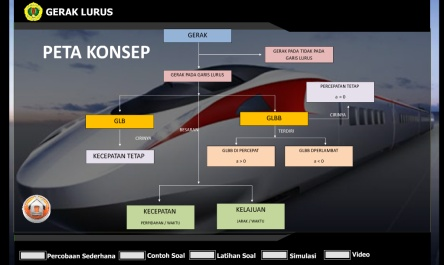 GERAK LURUS
PETA KONSEP
GERAK
GERAK PADA TIDAK PADA
GARIS LURUS
GERAK PADA GARIS LURUS
PERCEPATAN TETAP
a = 0
GLB
GLBB
CIRINYA
CIRINYA
BESARAN
TERDIRI
KECEPATAN TETAP
GLBB DI PERCEPAT
a > 0
GLBB DIPERLAMBAT
a < 0
KECEPATAN
PERPINDAHAN / WAKTU
KELAJUAN
JARAK / WAKTU
Percobaan Sederhana
Contoh Soal
Latihan Soal
Simulasi
Video